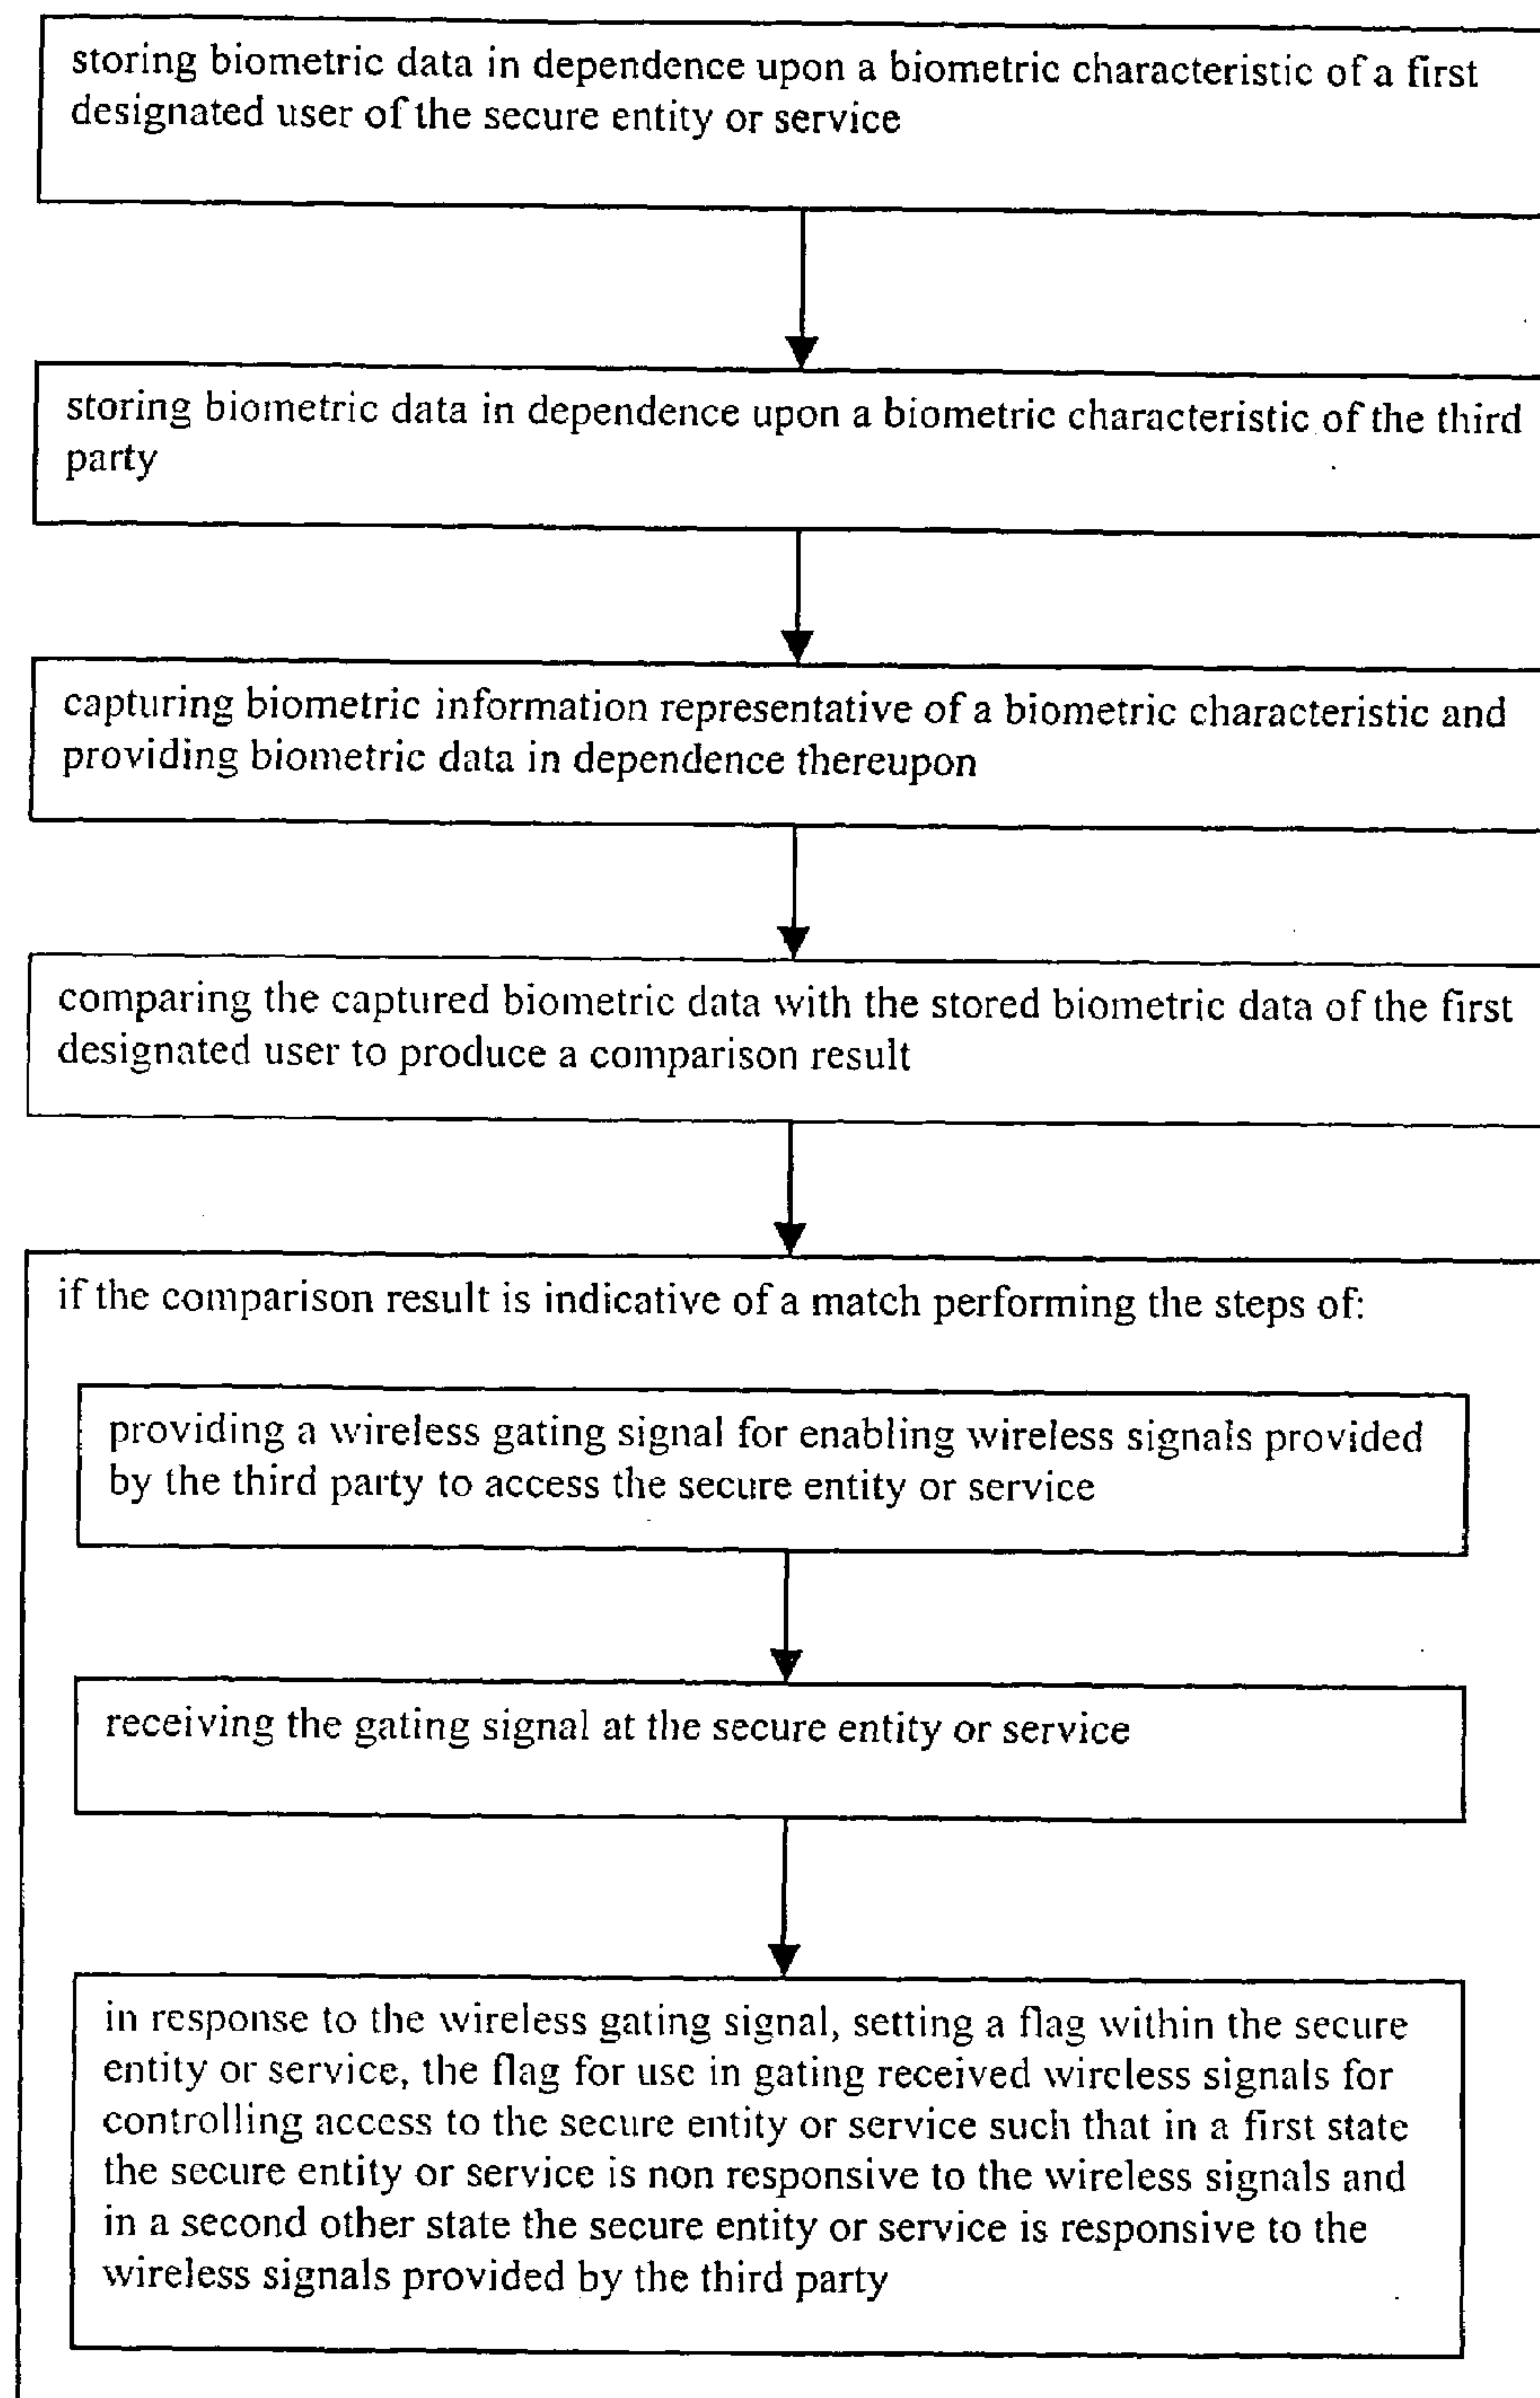 storing biometric data in dependence upon a biometric characteristic of a first
designated user of the secure entity or service
storing biometric data in dependence upon a biometric characteristic of the third
party
capturing biometric information representative of a biometric characteristic and
providing biometric data in dependence thereupon
comparing the captured biometric data with the stored biometric data of the first
designated user to produce a comparison result
if the comparison result is indicative of a match performing the steps of:
providing a wireless gating signal for enabling wireless signals provided
by the third party to access the secure entity or service
receiving the gating signal at the secure entity or service
in response to the wireless gating signal, setting a flag within the secure
entity or service, the flag for use in gating received wireless signals for
controlling access to the secure entity or service such that in a first state
the secure entity or service is non responsive to the wireless signals and
in a second other state the secure entity or service is responsive to the
wireless signals provided by the third party